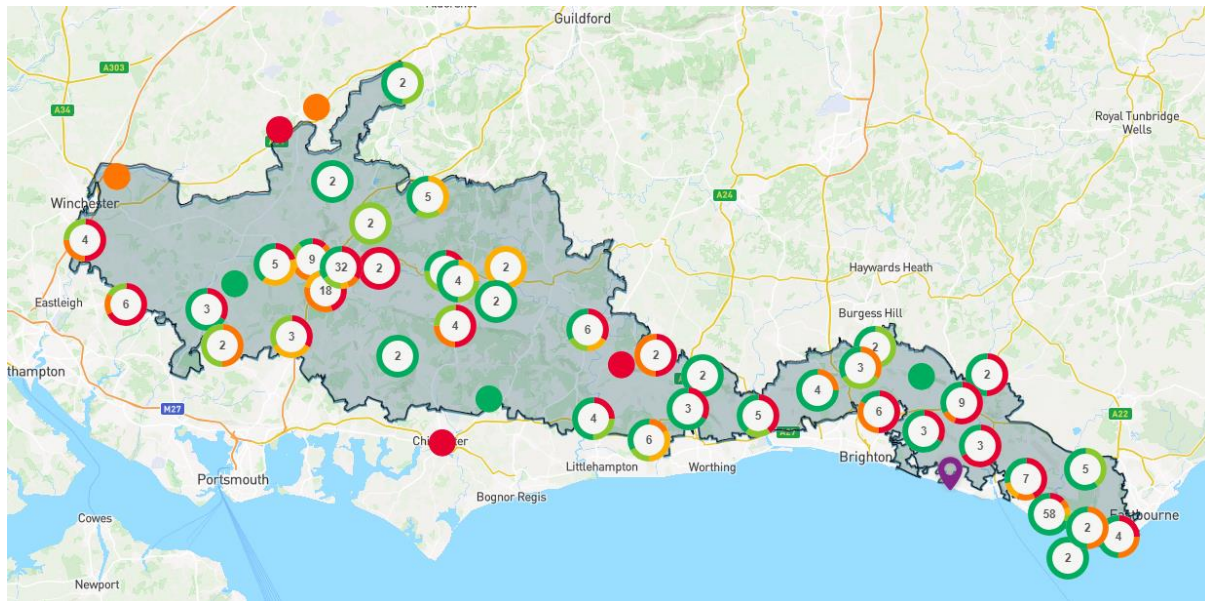 Guildford
A303
2
A34
Royal Tunbridge
Wells
2
5
A24
Winchester
2
4
5
9
32
2
2
4
Haywards Heath
18
2
Eastleigh
6
3
4
6
Burgess Hill
2
3
2
2
2
3
2
thampton
4
2
M27
3
9
A22
4
5
6
Chi
6
A27
3
Littlehampton
Worthing
Brighton
3
5
Portsmouth
7
Bognor Regis
58
Eastbourne
2
4
Cowes
2
Newport